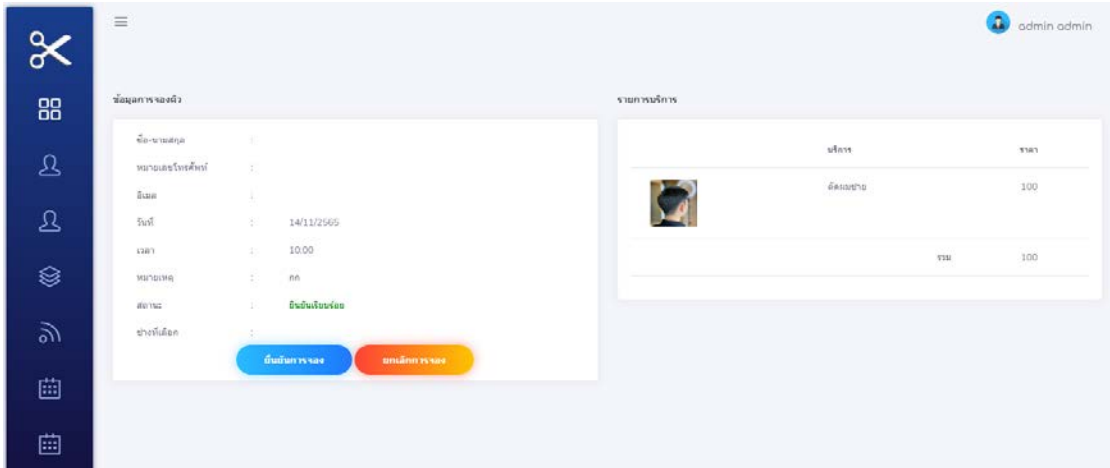 admin admin
ข้อมูลการจองคิว
ชื่อ-นามสกุล :
หมายเลขโทรศัพท์ :
อีเมล :
วันที่ : 14/11/2565
เวลา : 10:00
หมายเหตุ : กก
สถานะ : ยืนยันเรียบร้อย
ช่างที่เลือก :
ยืนยันการจอง ยกเลิกการจอง
รายการบริการ
บริการ ราคา
ตัดผมชาย 100
รวม 100